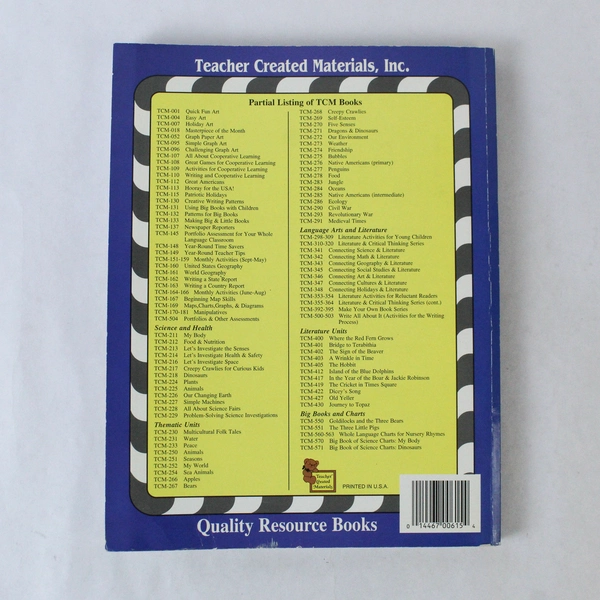 Teacher Created Materials, Inc.
Partial Listing of TCM Books
TCM-001 Quick Fun Art
TCM-004 Easy Art
TCM-007 Holiday Art
TCM-018 Masterpiece of the Month
TCM-052 Graph Paper Art
TCM-095 Simple Graph Art
TCM-096 Challenging Graph Art
TCM-107 All About Cooperative Learning
TCM-108 Great Games for Cooperative Learning
TCM-109 Activities for Cooperative Learning
TCM-110 Writing and Cooperative Learning
TCM-112 Great Americans
TCM-113 Hooray for the USA!
TCM-115 Patriotic Holidays
TCM-130 Creative Writing Patterns
TCM-131 Using Big Books with Children
TCM-132 Patterns for Big Books
TCM-133 Making Big & Little Books
TCM-137 Newspaper Reporters
TCM-145 Portfolio Assessment for Your Whole
Language Classroom
TCM-148 Year-Round Time Savers
TCM-149 Year-Round Teacher Tips
TCM-151-159 Monthly Activities (Sept-May)
TCM-160 United States Geography
TCM-161 World Geography
TCM-162 Writing a State Report
TCM-163 Writing a Country Report
TCM-164-166 Monthly Activities (June-Aug)
TCM-167 Beginning Map Skills
TCM-169 Maps,Charts,Graphs, & Diagrams
TCM-170-181 Manipulatives
TCM-504 Portfolios & Other Assessments
Science and Health
TCM-211 My Body
TCM-212 Food & Nutrition
TCM-213 Let's Investigate the Senses
TCM-214 Let's Investigate Health & Safety
TCM-216 Let's Investigate Space
TCM-217 Creepy Crawlies for Curious Kids
TCM-218 Dinosaurs
TCM-224 Plants
TCM-225 Animals
TCM-226 Our Changing Earth
TCM-227 Simple Machines
TCM-228 All About Science Fairs
TCM-229 Problem-Solving Science Investigations
Thematic Units
TCM-230 Multicultural Folk Tales
TCM-231 Water
TCM-233 Peace
TCM-250 Animals
TCM-251 Seasons
TCM-252 My World
TCM-254 Sea Animals
TCM-266 Apples
TCM-267 Bears
TCM-268 Creepy Crawlies
TCM-269 Self-Esteem
TCM-270 Five Senses
TCM-271 Dragons & Dinosaurs
TCM-272 Our Environment
TCM-273 Weather
TCM-274 Friendship
TCM-275 Bubbles
TCM-276 Native Americans (primary)
TCM-277 Penguins
TCM-278 Food
TCM-283 Jungle
TCM-284 Oceans
TCM-285 Native Americans (intermediate)
TCM-286 Ecology
TCM-290 Civil War
TCM-293 Revolutionary War
TCM-291 Medieval Times
Language Arts and Literature
TCM-298-309 Literature Activities for Young Children
TCM-310-320 Literature & Critical Thinking Series
TCM-341 Connecting Science & Literature
TCM-342 Connecting Math & Literature
TCM-343 Connecting Geography & Literature
TCM-345 Connecting Social Studies & Literature
TCM-346 Connecting Art & Literature
TCM-347 Connecting Cultures & Literature
TCM-348 Connecting Holidays & Literature
TCM-353-354 Literature Activities for Reluctant Readers
TCM-355-364 Literature & Critical Thinking Series (cont.)
TCM-392-395 Make Your Own Book Series
TCM-500-503 Write All About It (Activities for the Writing
Process)
Literature Units
TCM-400 Where the Red Fern Grows
TCM-401 Bridge to Terabithia
TCM-402 The Sign of the Beaver
TCM-403 A Wrinkle in Time
TCM-405 The Hobbit
TCM-412 Island of the Blue Dolphins
TCM-417 In the Year of the Boar & Jackie Robinson
TCM-419 The Cricket in Times Square
TCM-422 Dicey's Song
TCM-427 Old Yeller
TCM-430 Journey to Topaz
Big Books and Charts
TCM-550 Goldilocks and the Three Bears
TCM-551 The Three Little Pigs
TCM-560-563 Whole Language Charts for Nursery Rhymes
TCM-570 Big Book of Science Charts: My Body
TCM-571 Big Book of Science Charts: Dinosaurs
Teacher
Created
Materials
PRINTED IN U.S.A.
0 14467 00615 4
Quality Resource Books